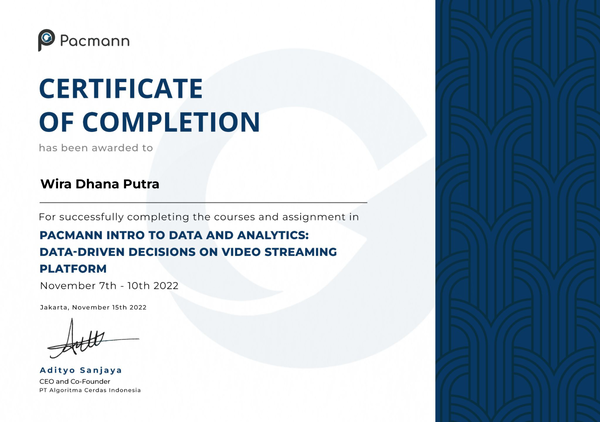 Pacmann
CERTIFICATE
OF COMPLETION
has been awarded to
Wira Dhana Putra
For successfully completing the courses and assignment in
PACMANN INTRO TO DATA AND ANALYTICS:
DATA-DRIVEN DECISIONS ON VIDEO STREAMING
PLATFORM
November 7th - 10th 2022
Jakarta, November 15th 2022
Adityo Sanjaya
CEO and Co-Founder
PT Algoritma Cerdas Indonesia